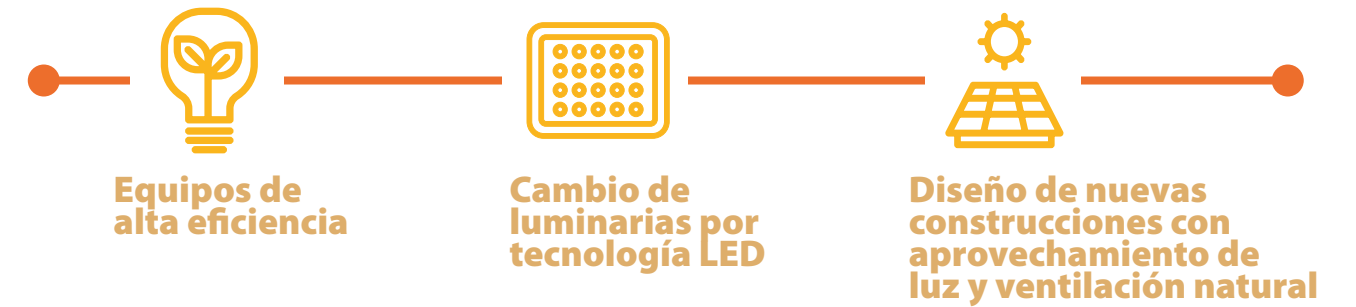 Equipos de
alta eficiencia
Cambio de
luminarias por
tecnología LED
Diseño de nuevas
construcciones con
aprovechamiento de
luz y ventilación natural